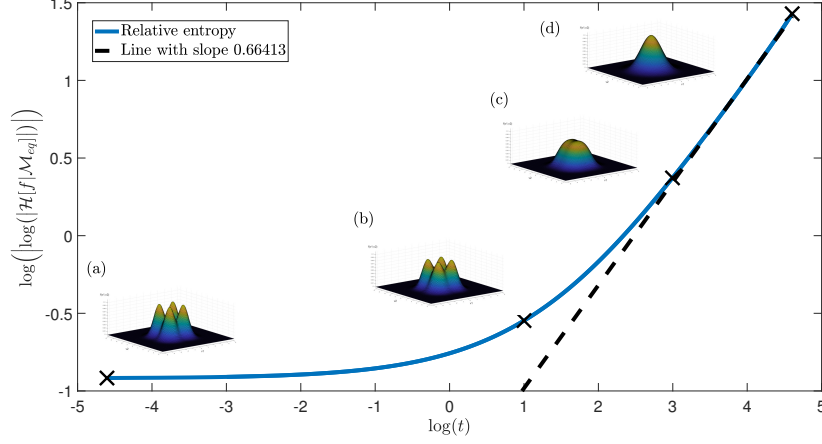 1.5
1
0.5
0
-0.5
-1
-5
-4
-3
-2
-1
0
1
2
3
4
5
log(t)
log(|log(|ℋ[f|ℳ_eq]|)|)
Relative entropy
Line with slope 0.66413
(a)
(b)
(c)
(d)